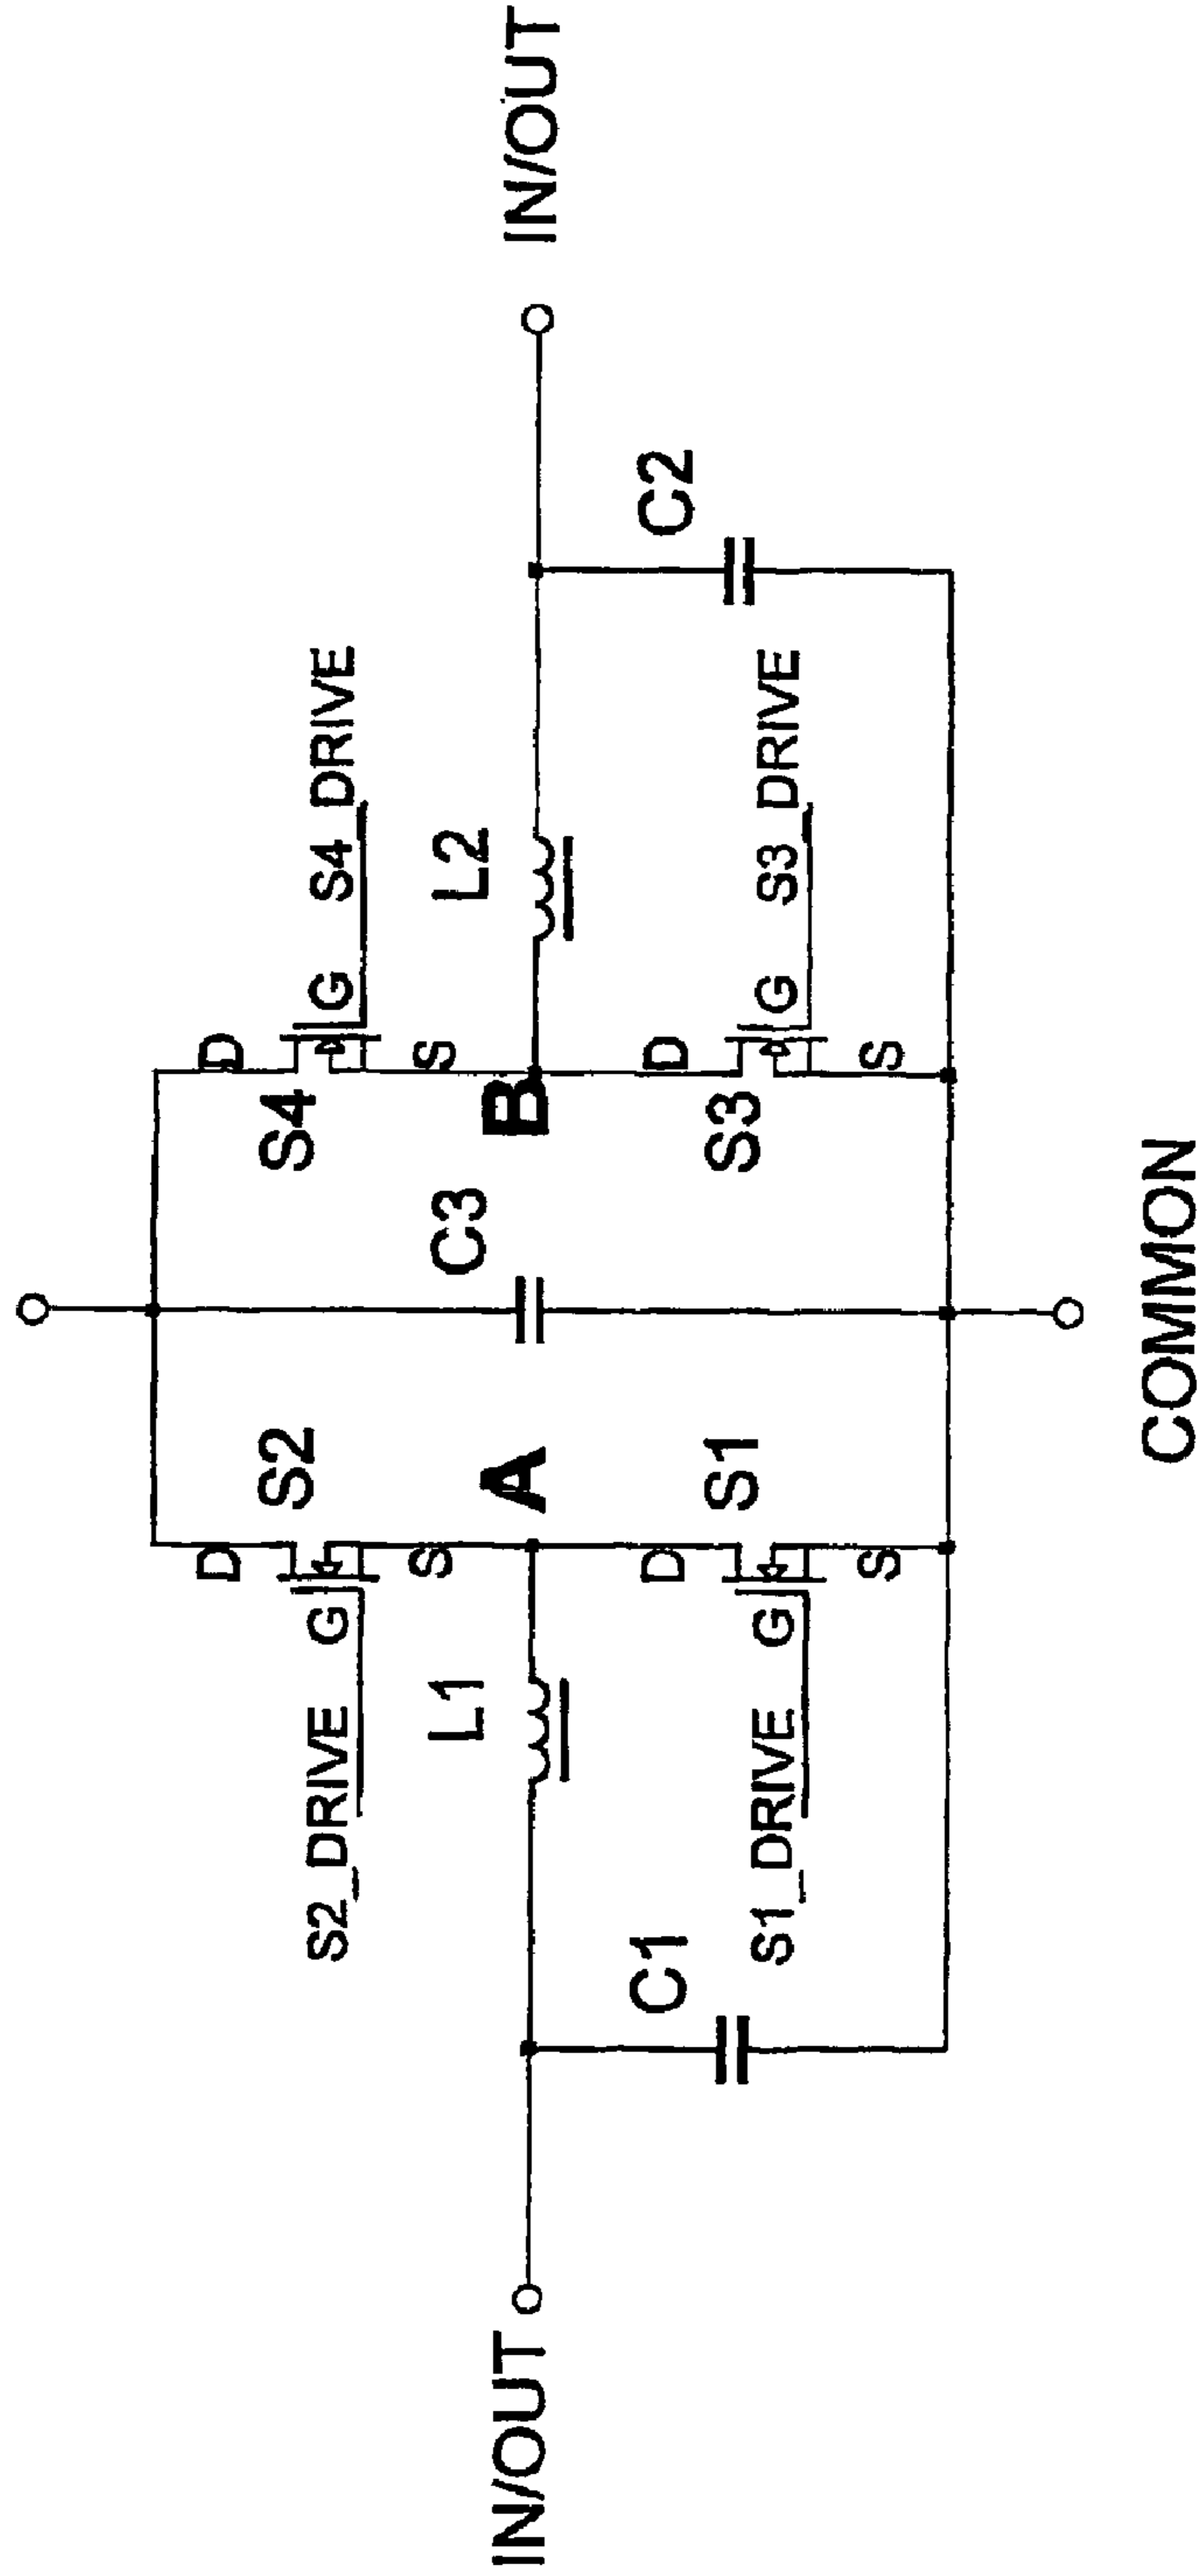 D D
S2 S4
S2_DRIVE G G S4_DRIVE
S S
L1 C3 L2
IN/OUT A B IN/OUT
C1 D D C2
S1 S3
S1_DRIVE G G S3_DRIVE
S S
COMMON